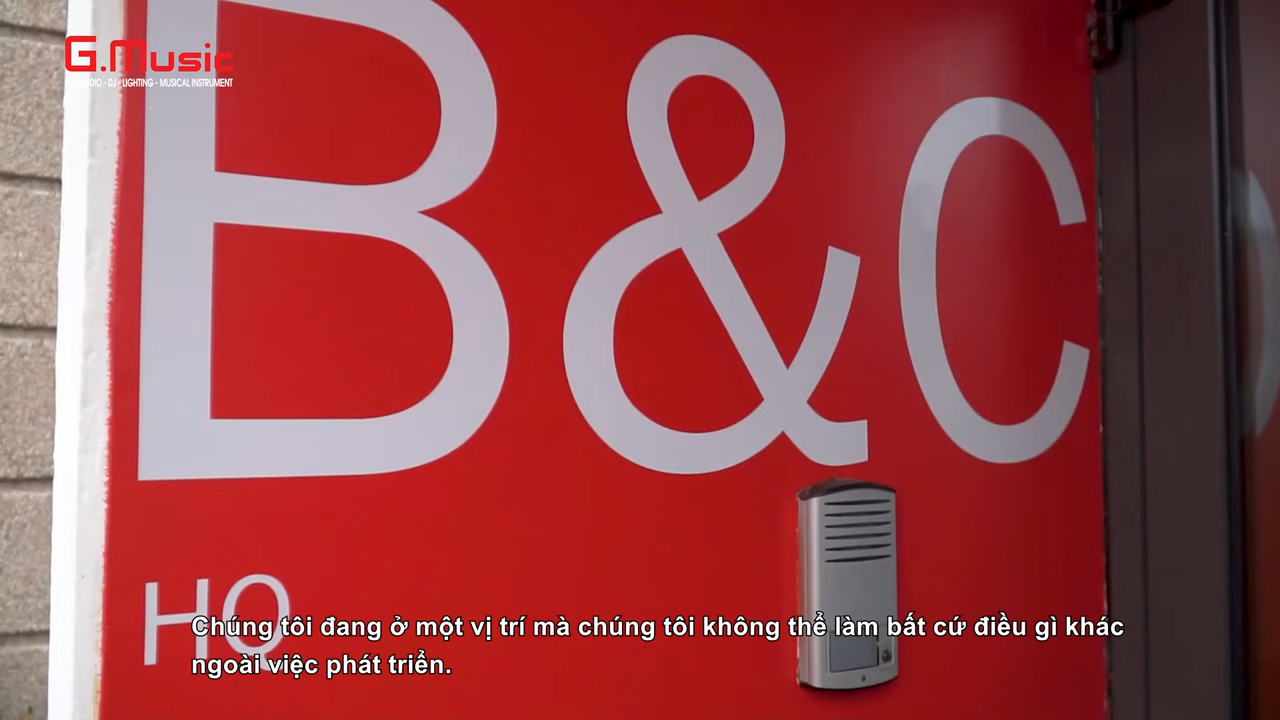 B&C
G.Music
DIO - DJ - LIGHTING - MUSICAL INSTRUMENT
HQ
Chúng tôi đang ở một vị trí mà chúng tôi không thể làm bất cứ điều gì khác
ngoài việc phát triển.